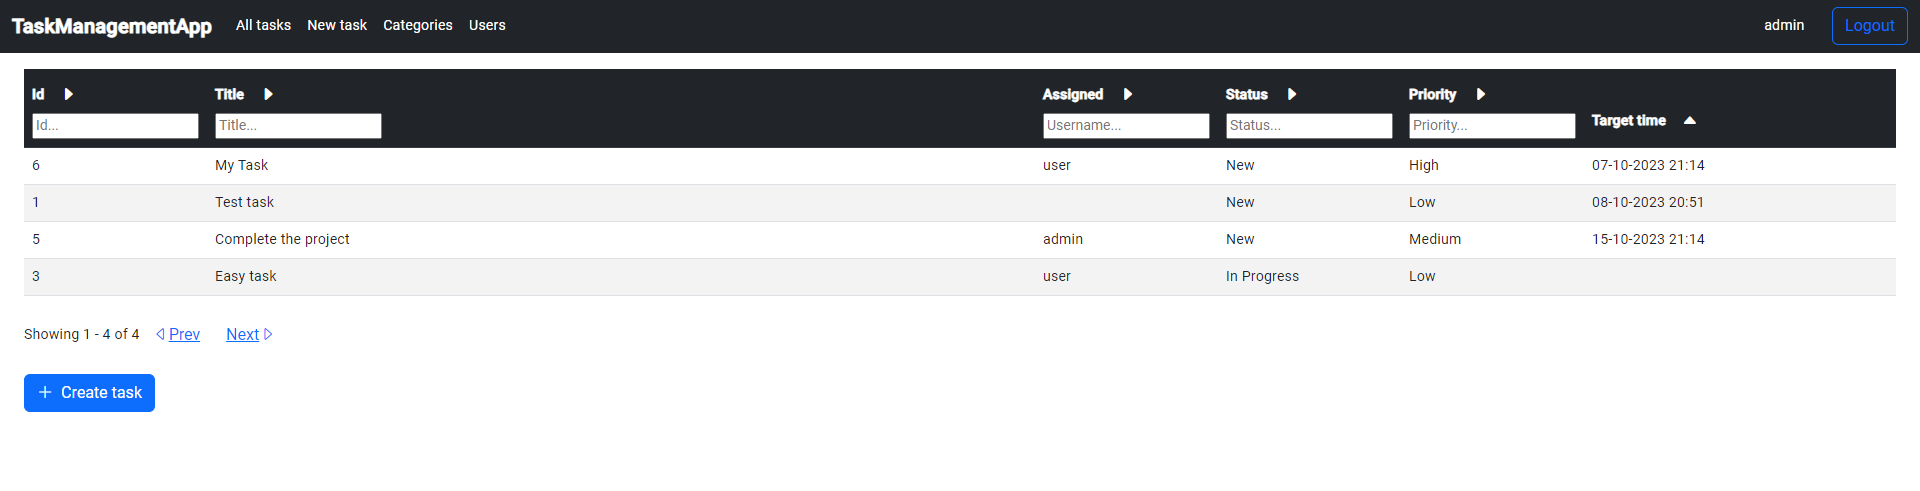 TaskManagementApp All tasks New task Categories Users admin Logout
Id Title Assigned Status Priority Target time
Id... Title... Username... Status... Priority...
6 My Task user New High 07-10-2023 21:14
1 Test task New Low 08-10-2023 20:51
5 Complete the project admin New Medium 15-10-2023 21:14
3 Easy task user In Progress Low
Showing 1 - 4 of 4 Prev Next
+ Create task